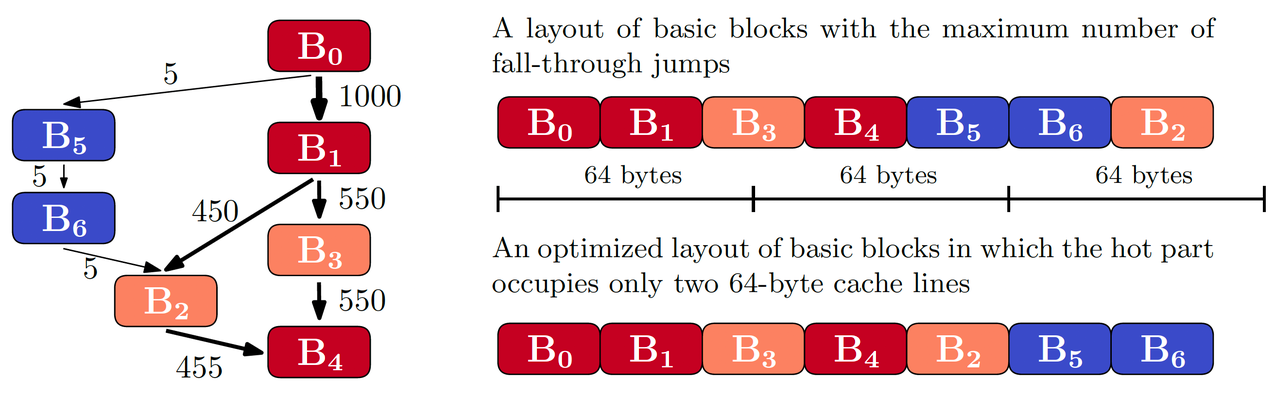 B0
5
1000
B5
B1
5
450
550
B6
B3
5
B2
550
455
B4
A layout of basic blocks with the maximum number of
fall-through jumps
B0 B1 B3 B4 B5 B6 B2
64 bytes 64 bytes 64 bytes
An optimized layout of basic blocks in which the hot part
occupies only two 64-byte cache lines
B0 B1 B3 B4 B2 B5 B6